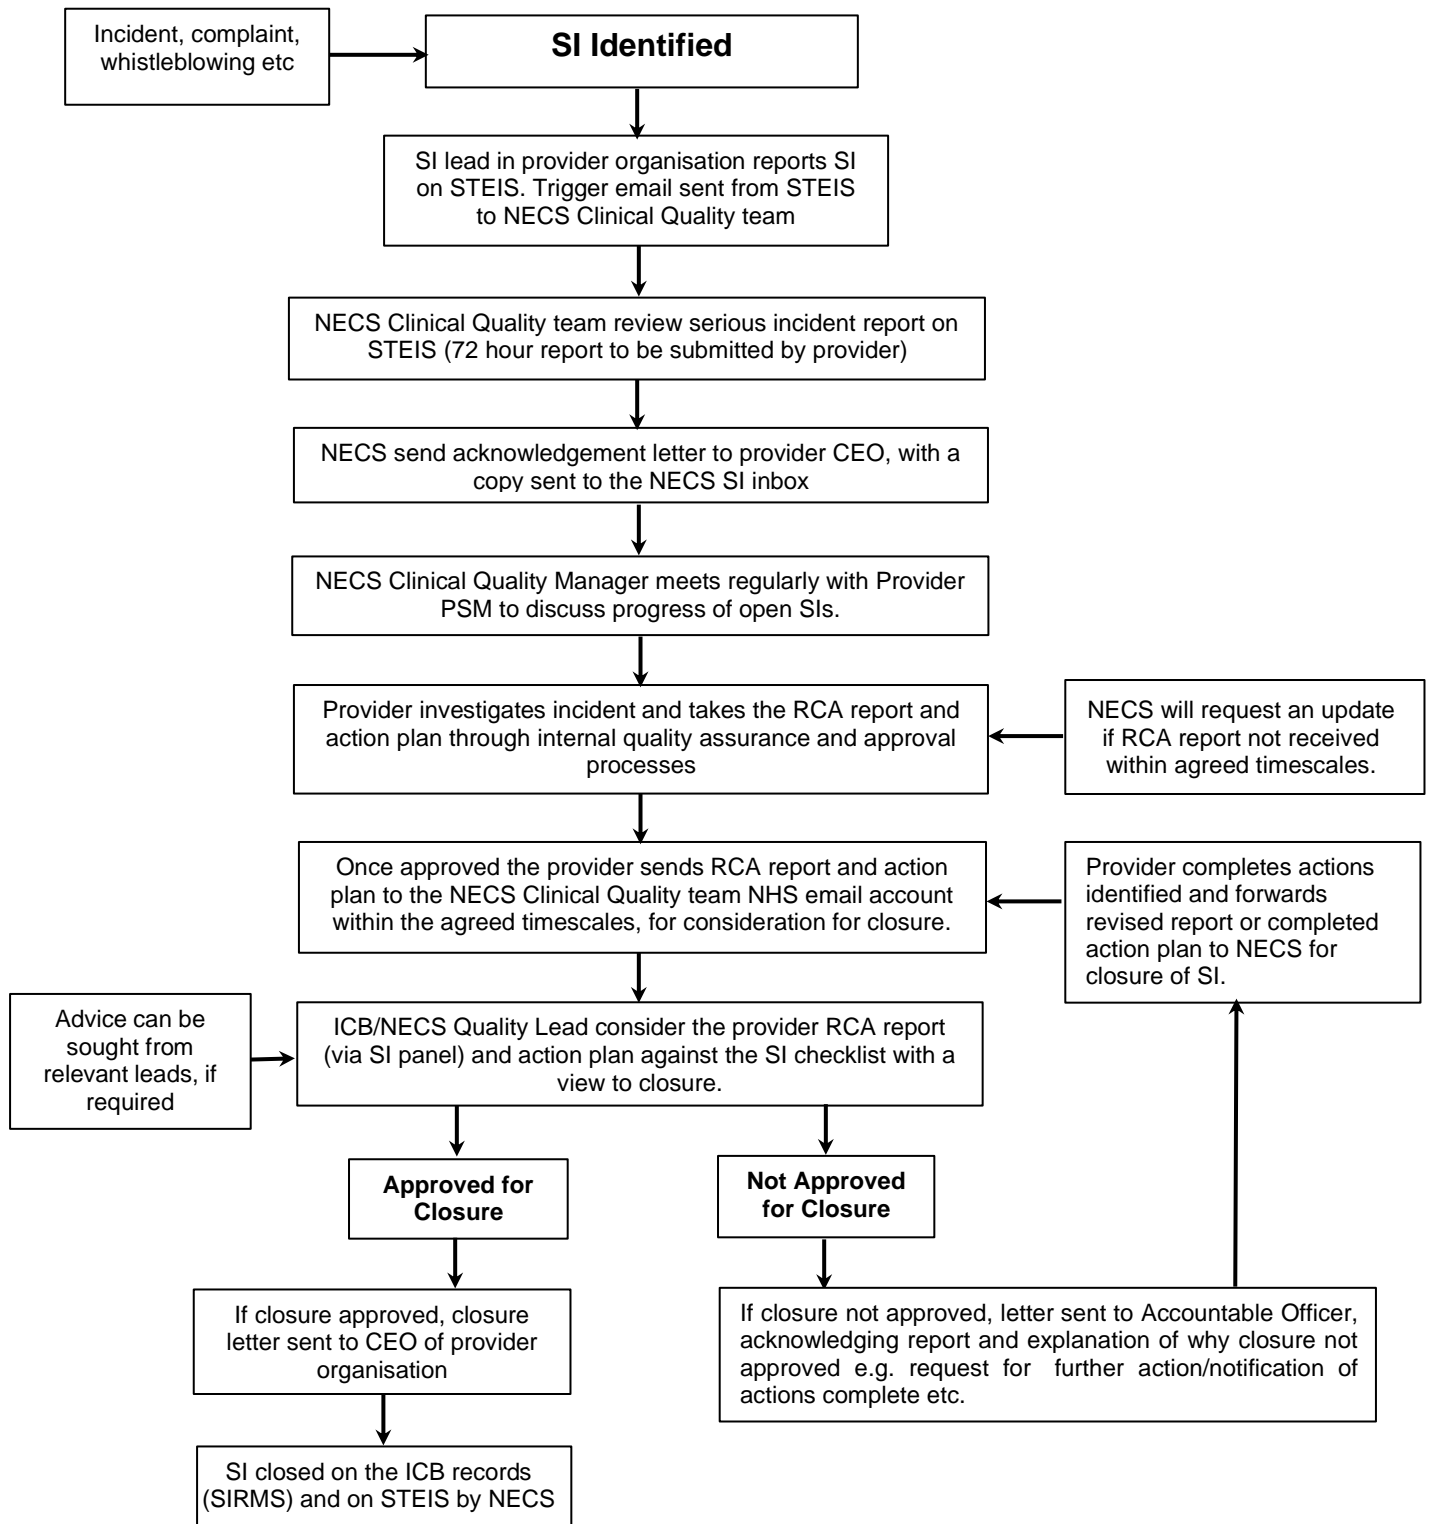 Incident, complaint,
whistleblowing etc
SI Identified
SI lead in provider organisation reports SI
on STEIS. Trigger email sent from STEIS
to NECS Clinical Quality team
NECS Clinical Quality team review serious incident report on
STEIS (72 hour report to be submitted by provider)
NECS send acknowledgement letter to provider CEO, with a
copy sent to the NECS SI inbox
NECS Clinical Quality Manager meets regularly with Provider
PSM to discuss progress of open SIs.
Provider investigates incident and takes the RCA report and
action plan through internal quality assurance and approval
processes
NECS will request an update
if RCA report not received
within agreed timescales.
Once approved the provider sends RCA report and action
plan to the NECS Clinical Quality team NHS email account
within the agreed timescales, for consideration for closure.
Provider completes actions
identified and forwards
revised report or completed
action plan to NECS for
closure of SI.
Advice can be
sought from
relevant leads, if
required
ICB/NECS Quality Lead consider the provider RCA report
(via SI panel) and action plan against the SI checklist with a
view to closure.
Approved for
Closure
Not Approved
for Closure
If closure approved, closure
letter sent to CEO of provider
organisation
If closure not approved, letter sent to Accountable Officer,
acknowledging report and explanation of why closure not
approved e.g. request for further action/notification of
actions complete etc.
SI closed on the ICB records
(SIRMS) and on STEIS by NECS